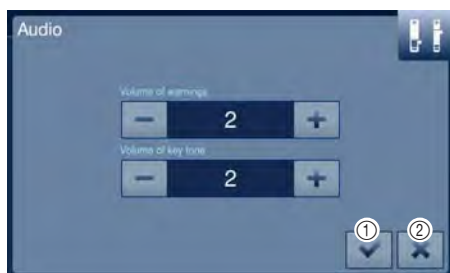 Audio
Volume of warnings
− 2 +
Volume of key tone
− 2 +
① ②